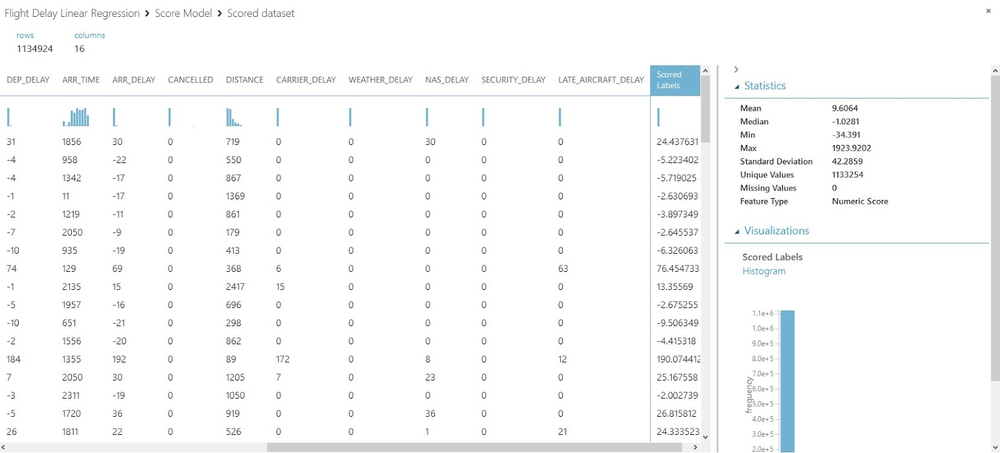 Flight Delay Linear Regression › Score Model › Scored dataset
×
rows columns
1134924 16
DEP_DELAY ARR_TIME ARR_DELAY CANCELLED DISTANCE CARRIER_DELAY WEATHER_DELAY NAS_DELAY SECURITY_DELAY LATE_AIRCRAFT_DELAY Scored Labels
31 1856 30 0 719 0 0 30 0 0 24.437631
-4 958 -22 0 550 0 0 0 0 0 -5.223402
-4 1342 -17 0 867 0 0 0 0 0 -5.719025
-1 11 -17 0 1369 0 0 0 0 0 -2.630693
-2 1219 -11 0 861 0 0 0 0 0 -3.897349
-7 2050 -9 0 179 0 0 0 0 0 -2.645537
-10 935 -19 0 413 0 0 0 0 0 -6.326063
74 129 69 0 368 6 0 0 0 63 76.454733
-1 2135 15 0 2417 15 0 0 0 0 13.35569
-5 1957 -16 0 696 0 0 0 0 0 -2.675255
-10 651 -21 0 298 0 0 0 0 0 -9.506349
-2 1556 -20 0 862 0 0 0 0 0 -4.415318
184 1355 192 0 89 172 0 8 0 12 190.074412
7 2050 30 0 1205 7 0 23 0 0 25.167558
-3 2311 -19 0 1050 0 0 0 0 0 -2.002739
-5 1720 36 0 919 0 0 36 0 0 26.815812
26 1811 22 0 526 0 0 1 0 21 24.333523
Statistics
Mean 9.6064
Median -1.0281
Min -34.391
Max 1923.9202
Standard Deviation 42.2859
Unique Values 1133254
Missing Values 0
Feature Type Numeric Score
Visualizations
Scored Labels
Histogram
1.1e+6
1.0e+6
9.0e+5
8.0e+5
7.0e+5
6.0e+5
5.0e+5
4.0e+5
3.0e+5
2.0e+5
frequency